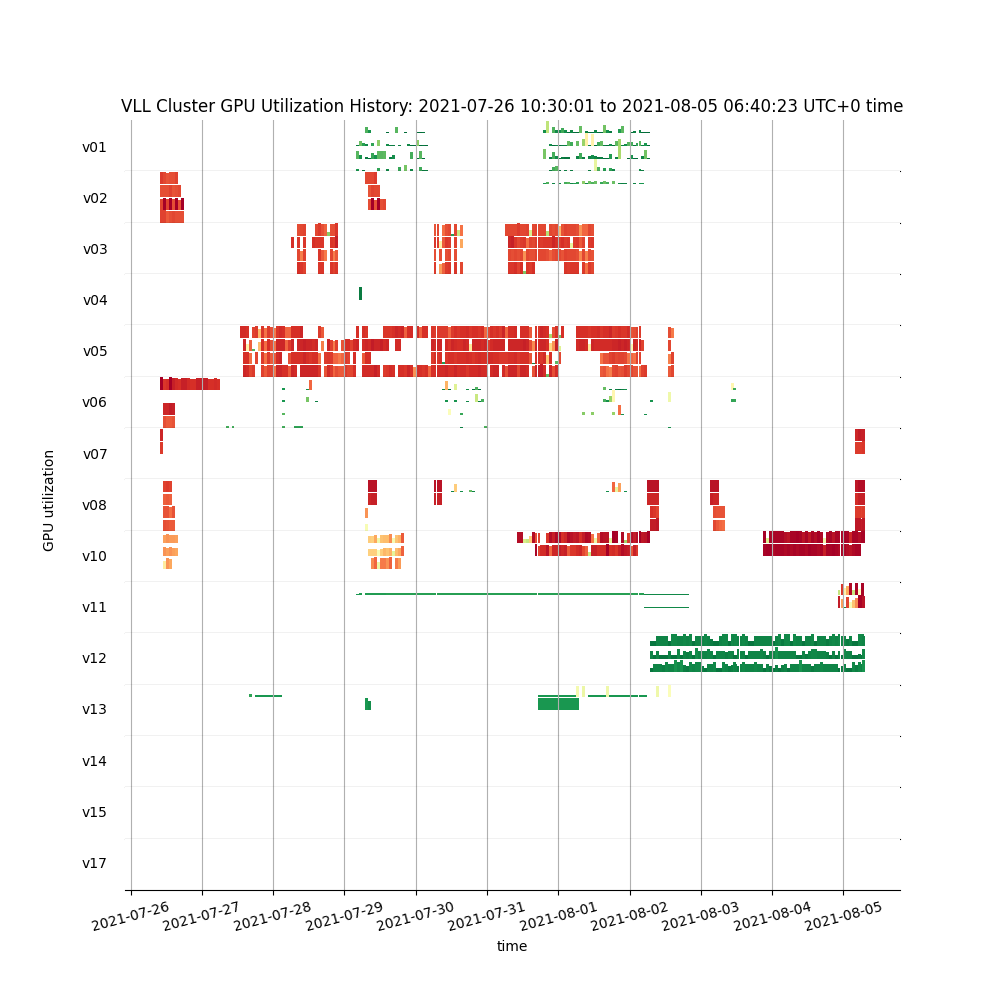 VLL Cluster GPU Utilization History: 2021-07-26 10:30:01 to 2021-08-05 06:40:23 UTC+0 time
v01
v02
v03
v04
v05
v06
v07
v08
v10
v11
v12
v13
v14
v15
v17
GPU utilization
2021-07-26
2021-07-27
2021-07-28
2021-07-29
2021-07-30
2021-07-31
2021-08-01
2021-08-02
2021-08-03
2021-08-04
2021-08-05
time